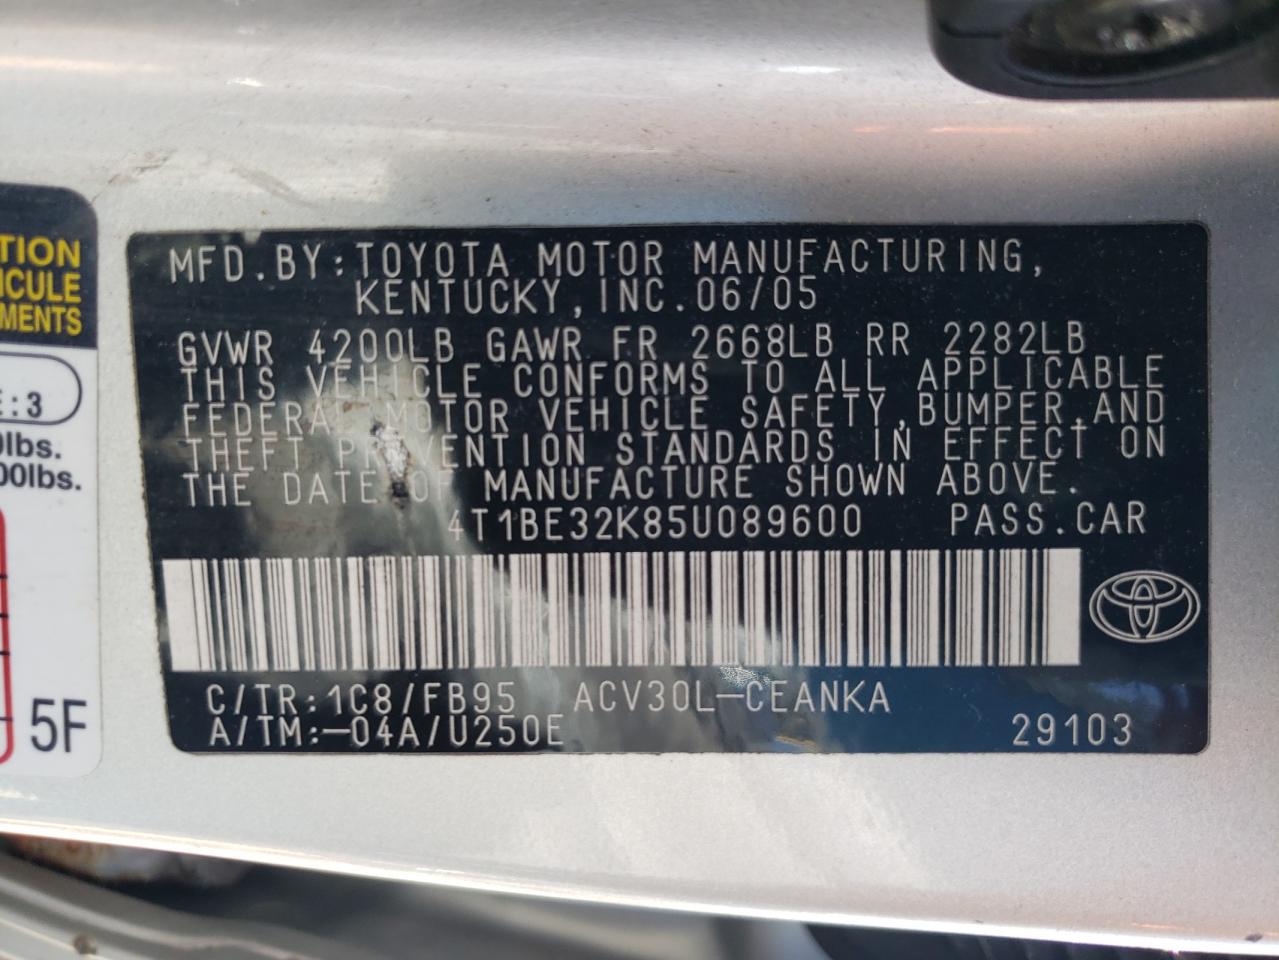 TION
ICULE
MENTS
E:3
lbs.
00lbs.
5F
MFD.BY:TOYOTA MOTOR MANUFACTURING,
KENTUCKY,INC.06/05
GVWR 4200LB GAWR FR 2668LB RR 2282LB
THIS VEHICLE CONFORMS TO ALL APPLICABLE
FEDERAL MOTOR VEHICLE SAFETY,BUMPER,AND
THEFT PREVENTION STANDARDS IN EFFECT ON
THE DATE OF MANUFACTURE SHOWN ABOVE.
4T1BE32K85U089600 PASS.CAR
C/TR:1C8/FB95 ACV30L-CEANKA
A/TM:-04A/U250E 29103